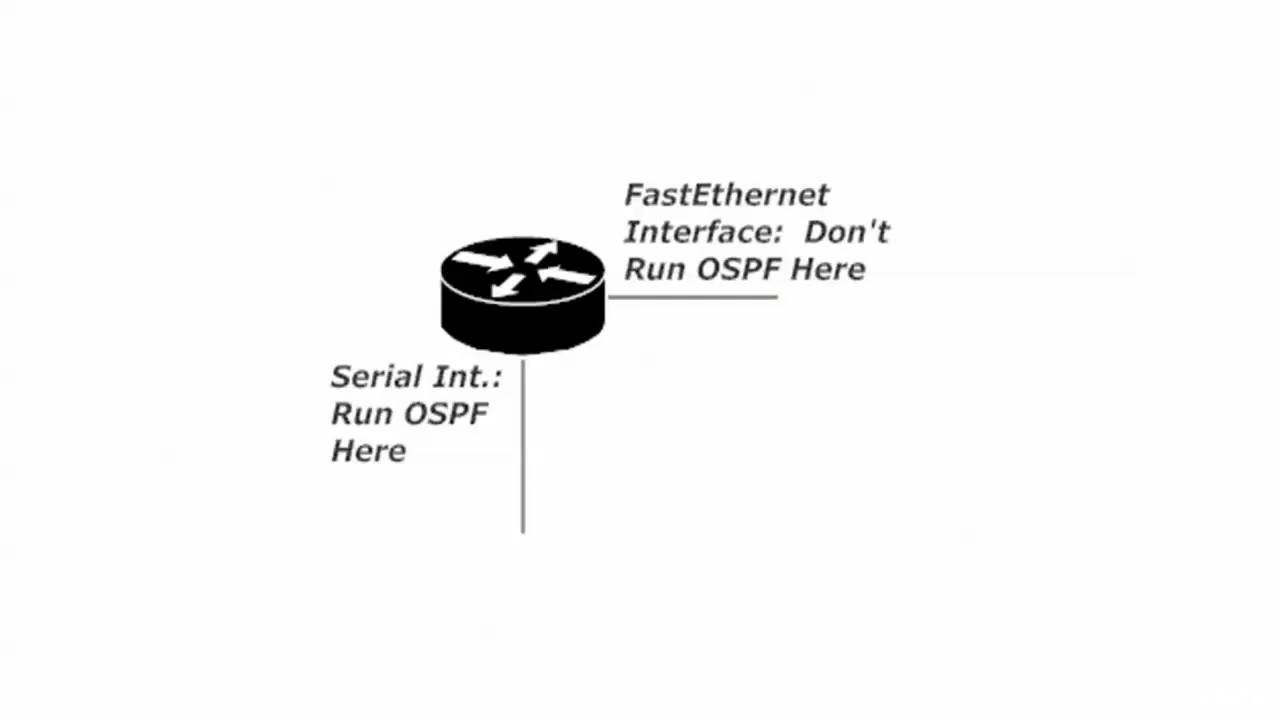 FastEthernet
Interface:  Don't
Run OSPF Here
Serial Int.:
Run OSPF
Here